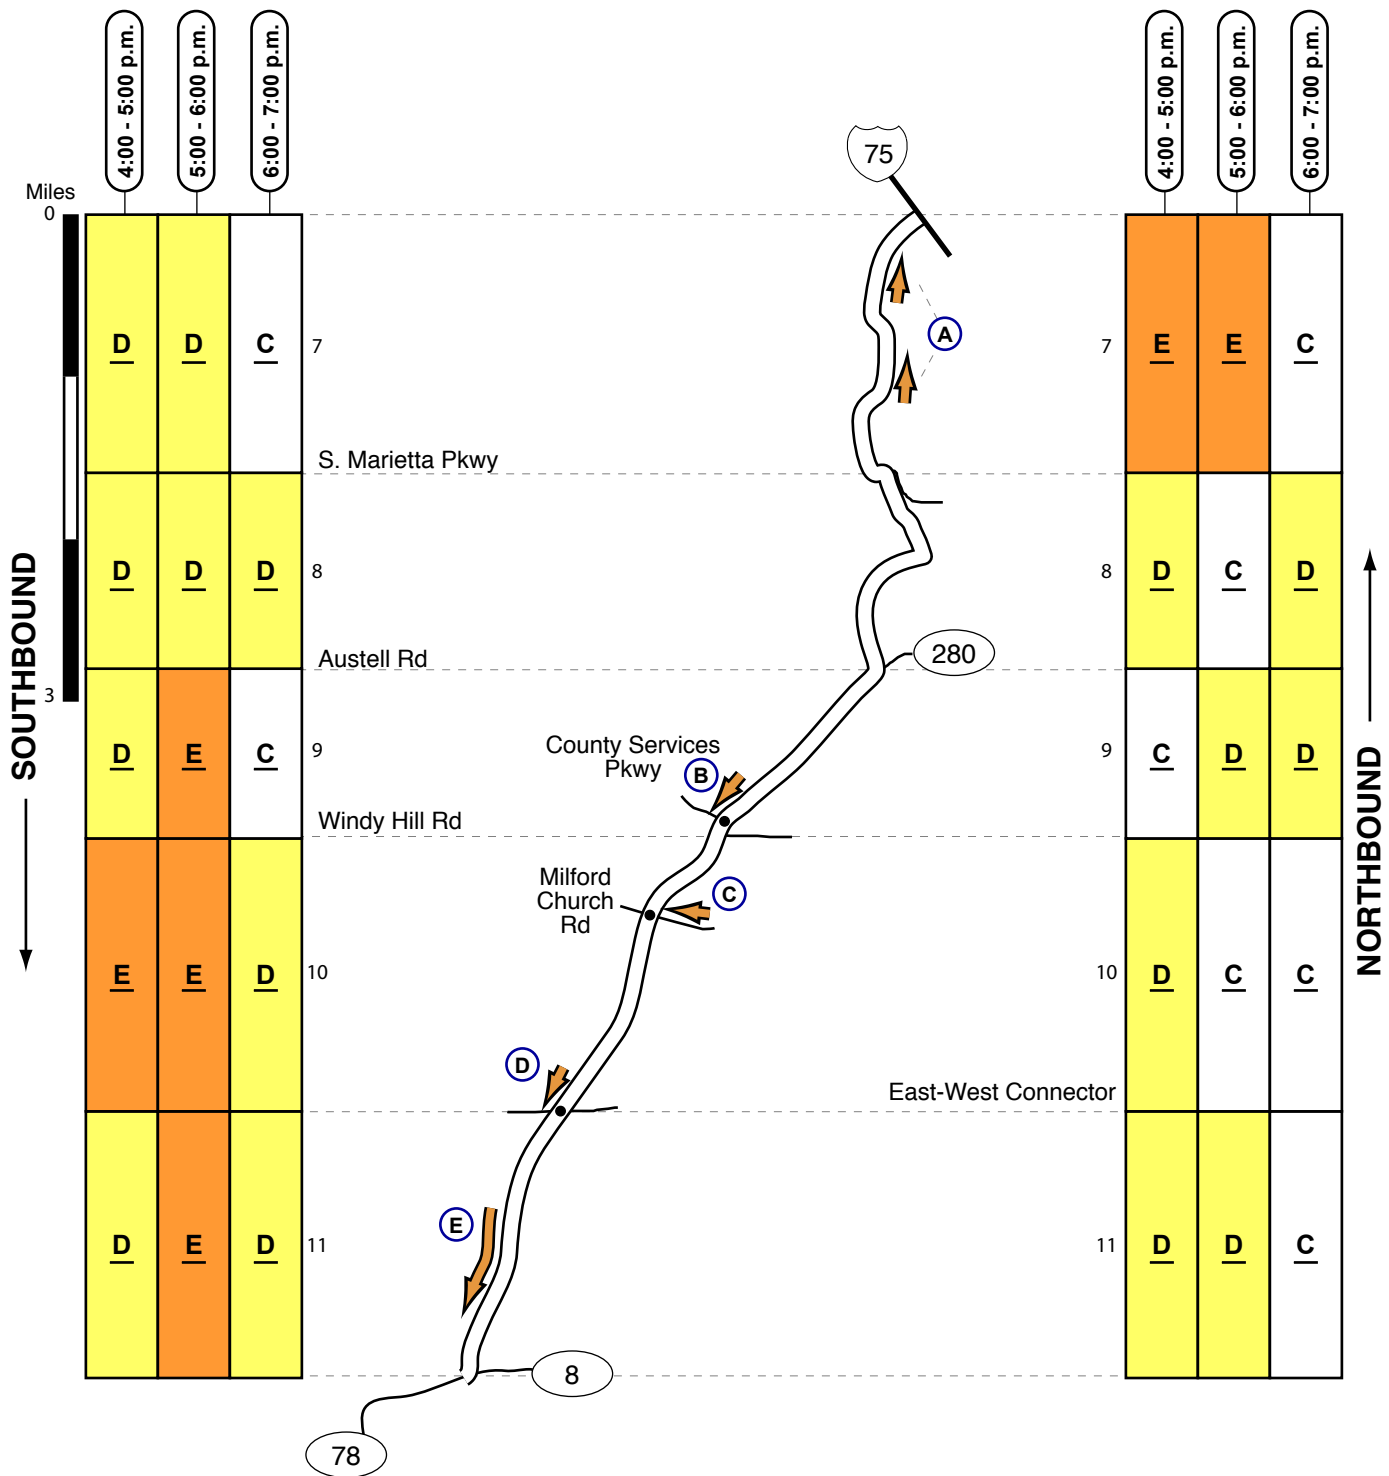 4:00 - 5:00 p.m.
5:00 - 6:00 p.m.
6:00 - 7:00 p.m.
4:00 - 5:00 p.m.
5:00 - 6:00 p.m.
6:00 - 7:00 p.m.
75
Miles
0
3
SOUTHBOUND
NORTHBOUND
D D C 7
A
7 E E C
S. Marietta Pkwy
D D D 8
8 D C D
Austell Rd
280
D E C 9
County Services
Pkwy
B
9 C D D
Windy Hill Rd
Milford
Church
Rd
C
E E D 10
10 D C C
D
East-West Connector
D E D 11
E
11 D D C
8
78